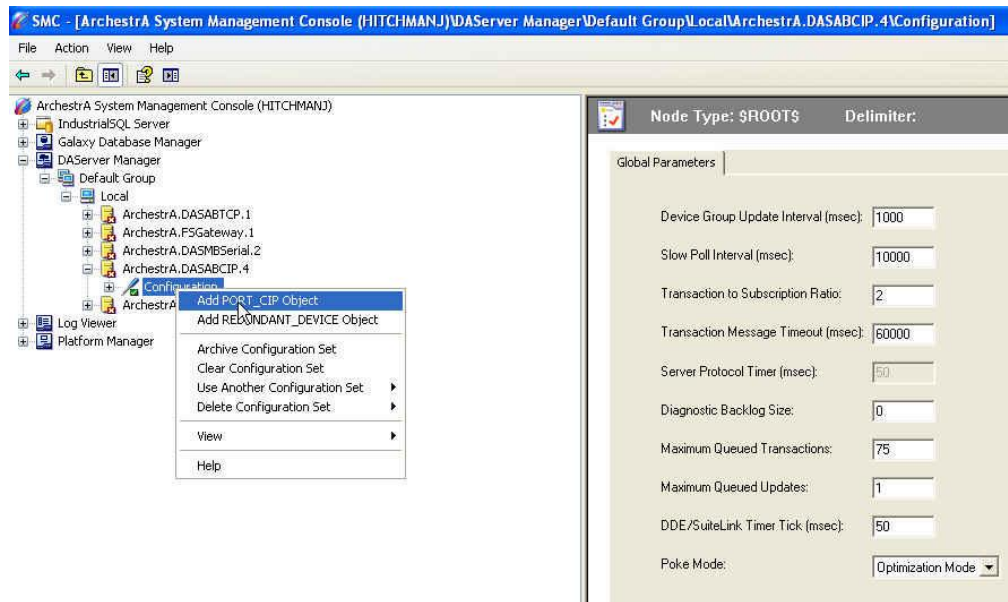 SMC - [ArchestrA System Management Console (HITCHMANJ)\DAServer Manager\Default Group\Local\ArchestrA.DASABCIP.4\Configuration]
File Action View Help
ArchestrA System Management Console (HITCHMANJ)
IndustrialSQL Server
Galaxy Database Manager
DAServer Manager
Default Group
Local
ArchestrA.DASABTCP.1
ArchestrA.FSGateway.1
ArchestrA.DASMBSerial.2
ArchestrA.DASABCIP.4
Configuration
ArchestrA
Log Viewer
Platform Manager
Add PORT_CIP Object
Add REDUNDANT_DEVICE Object
Archive Configuration Set
Clear Configuration Set
Use Another Configuration Set
Delete Configuration Set
View
Help
Node Type: $ROOT$ Delimiter:
Global Parameters
Device Group Update Interval (msec): 1000
Slow Poll Interval (msec): 10000
Transaction to Subscription Ratio: 2
Transaction Message Timeout (msec): 60000
Server Protocol Timer (msec): 50
Diagnostic Backlog Size: 0
Maximum Queued Transactions: 75
Maximum Queued Updates: 1
DDE/SuiteLink Timer Tick (msec): 50
Poke Mode: Optimization Mode